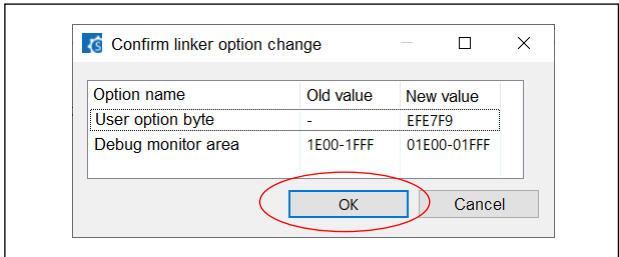 Confirm linker option change
Option name Old value New value
User option byte - EFE7F9
Debug monitor area 1E00-1FFF 01E00-01FFF
OK Cancel